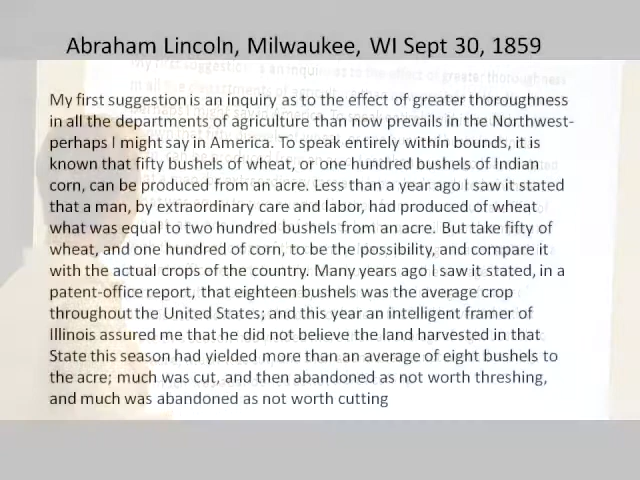 Abraham Lincoln, Milwaukee, WI Sept 30, 1859
My first suggestion is an inquiry as to the effect of greater thoroughness
in all the departments of agriculture than now prevails in the Northwest-
perhaps I might say in America. To speak entirely within bounds, it is
known that fifty bushels of wheat, or one hundred bushels of Indian
corn, can be produced from an acre. Less than a year ago I saw it stated
that a man, by extraordinary care and labor, had produced of wheat
what was equal to two hundred bushels from an acre. But take fifty of
wheat, and one hundred of corn, to be the possibility, and compare it
with the actual crops of the country. Many years ago I saw it stated, in a
patent-office report, that eighteen bushels was the average crop
throughout the United States; and this year an intelligent framer of
Illinois assured me that he did not believe the land harvested in that
State this season had yielded more than an average of eight bushels to
the acre; much was cut, and then abandoned as not worth threshing,
and much was abandoned as not worth cutting